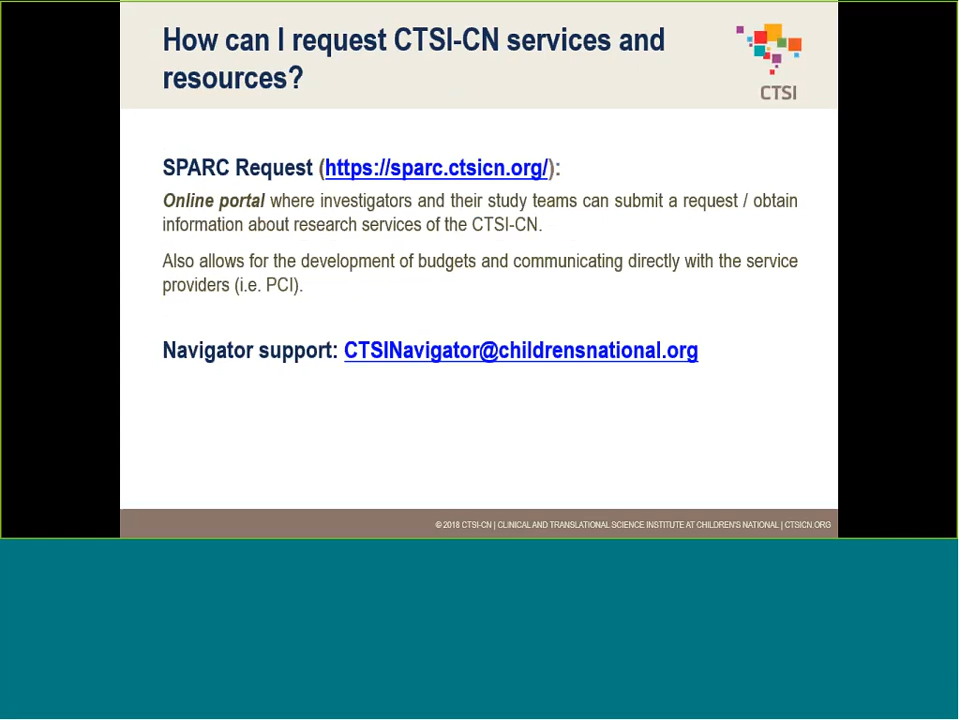 How can I request CTSI-CN services and
resources?
CTSI
SPARC Request (https://sparc.ctsicn.org/):
Online portal where investigators and their study teams can submit a request / obtain
information about research services of the CTSI-CN.
Also allows for the development of budgets and communicating directly with the service
providers (i.e. PCI).
Navigator support: CTSINavigator@childrensnational.org
© 2018 CTSI-CN | CLINICAL AND TRANSLATIONAL SCIENCE INSTITUTE AT CHILDREN'S NATIONAL | CTSICN.ORG